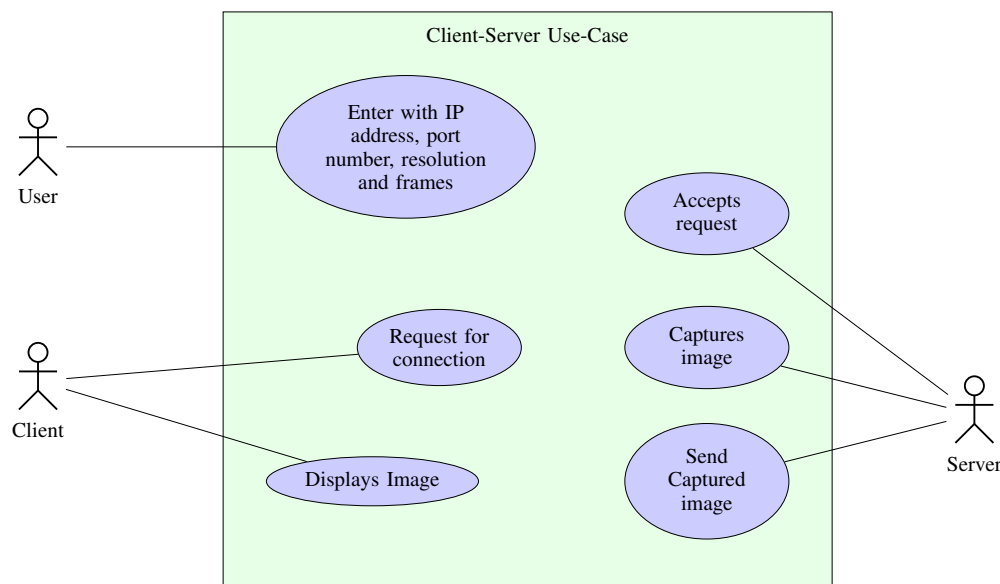 Client-Server Use-Case
Enter with IP
address, port
number, resolution
and frames
User
Accepts
request
Request for
connection
Captures
image
Client
Displays Image
Send
Captured
image
Server